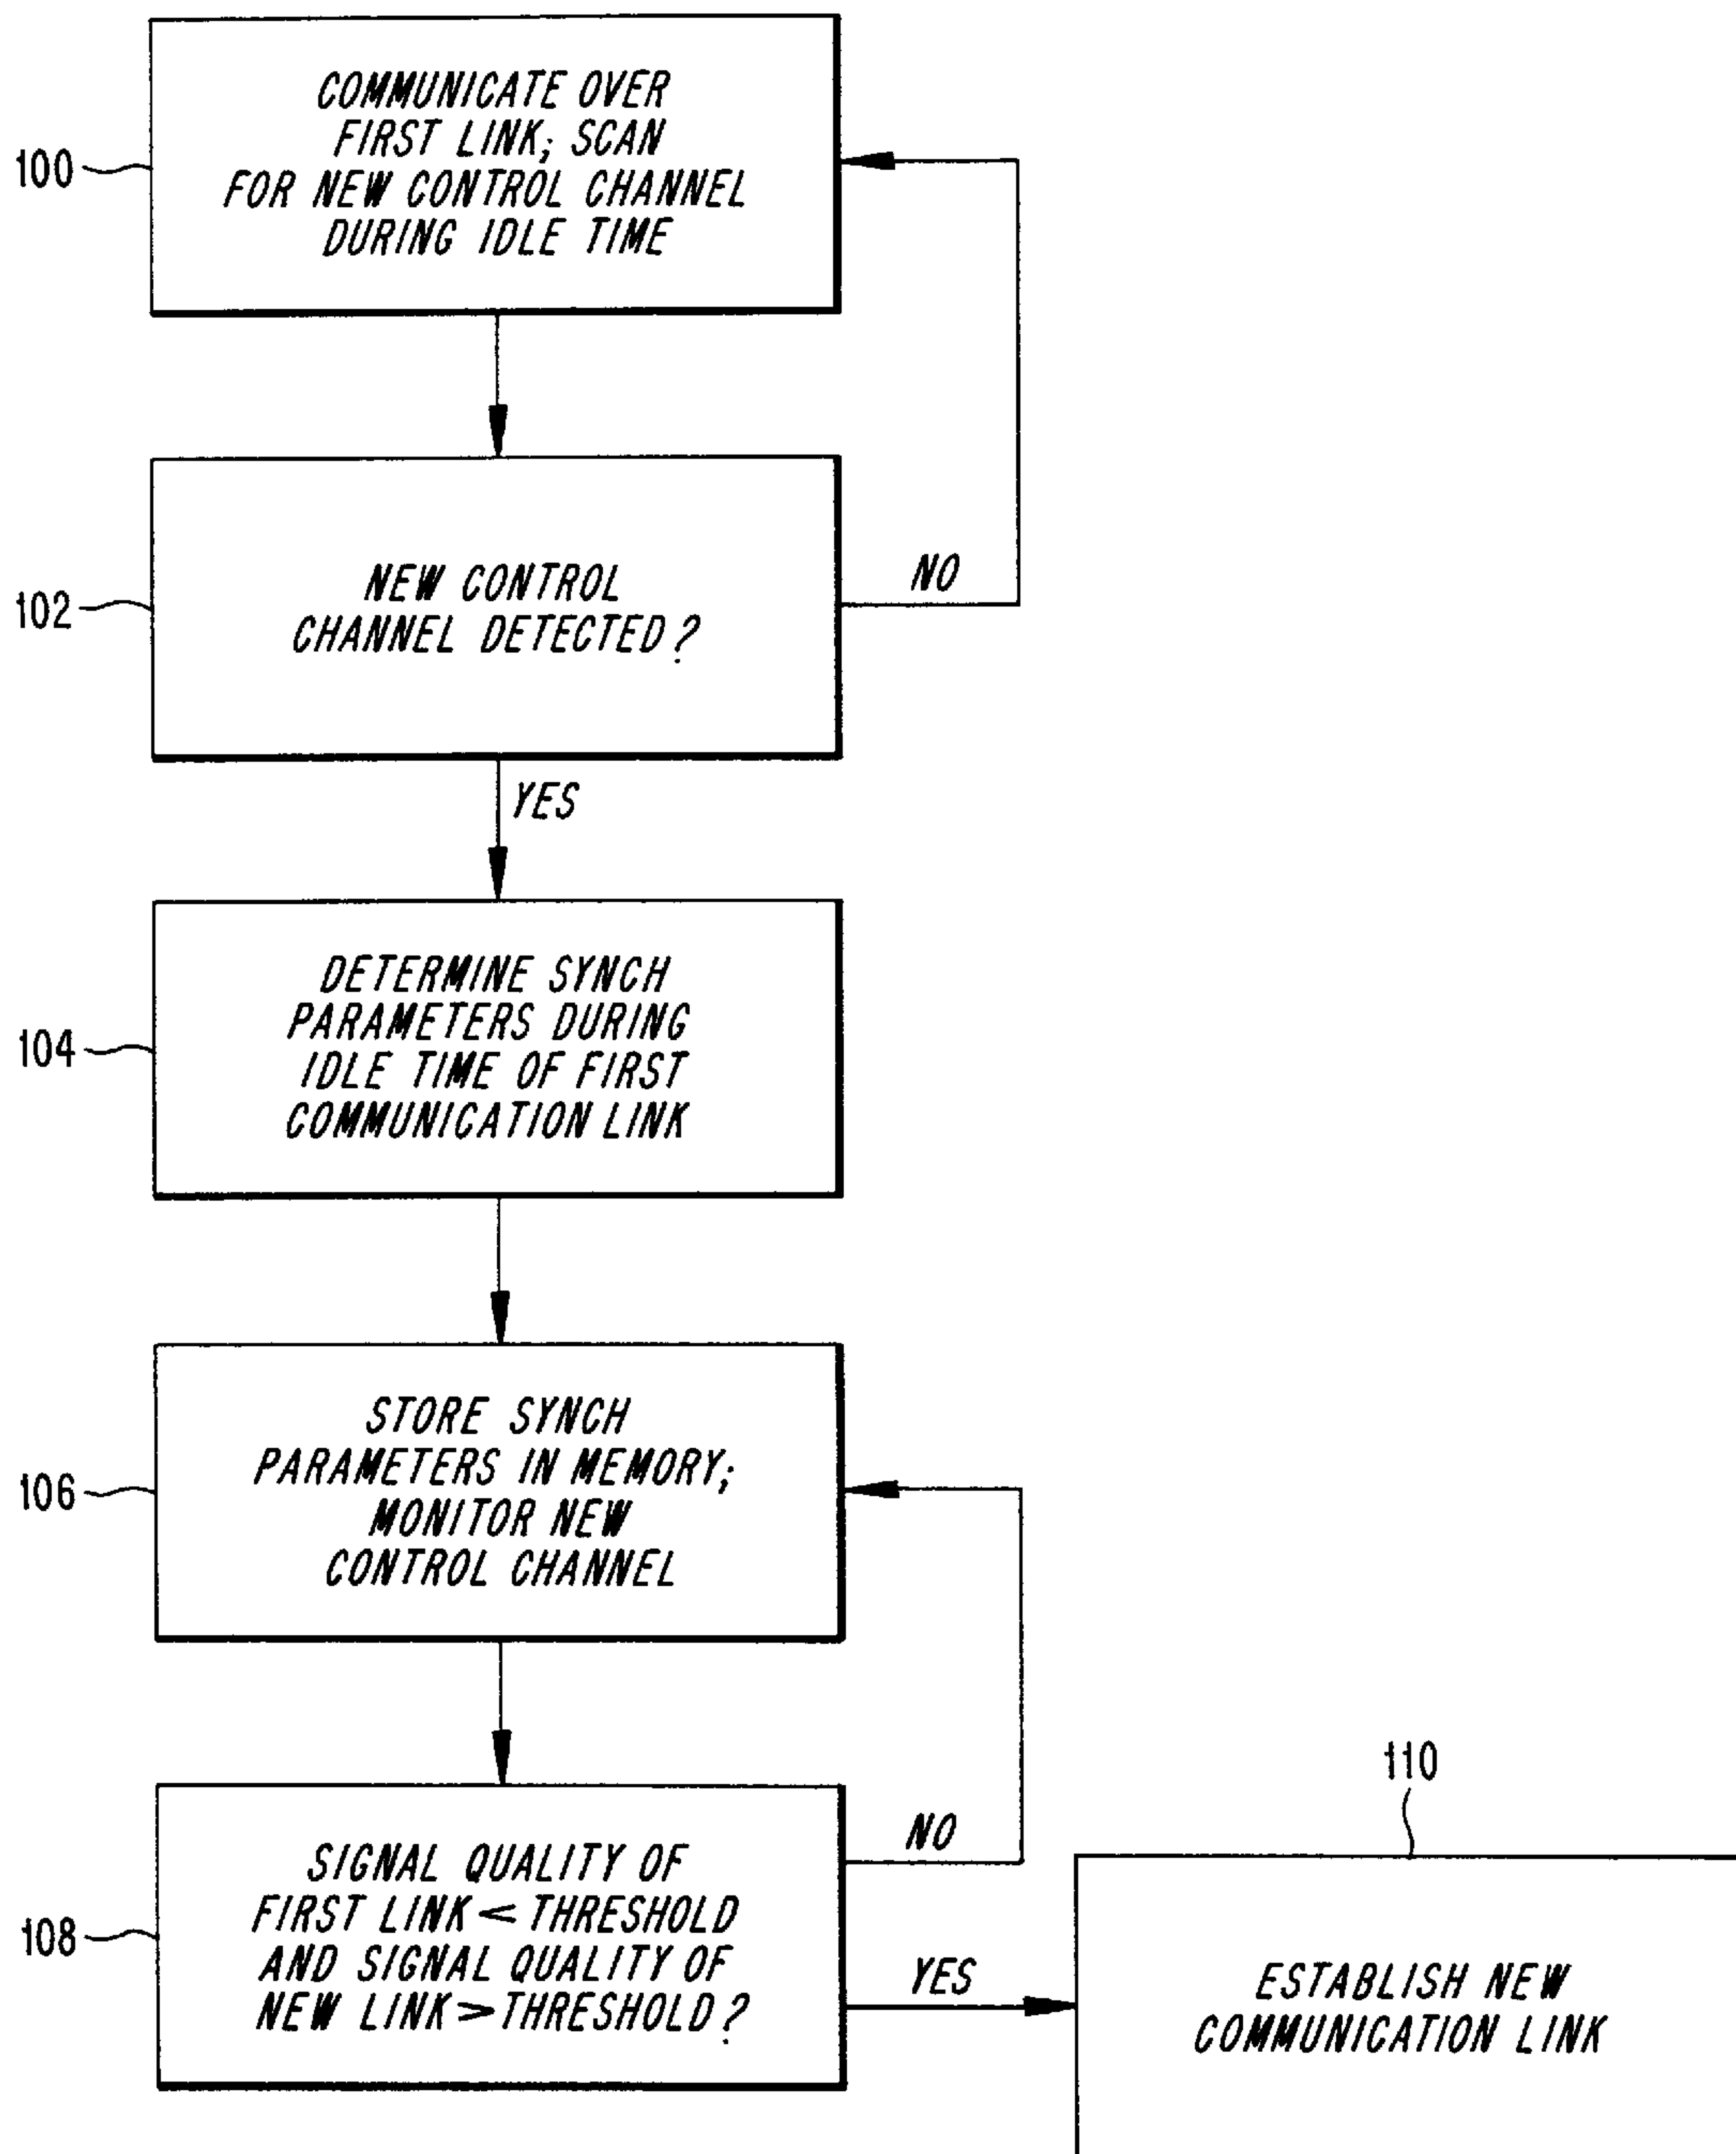 COMMUNICATE OVER
FIRST LINK; SCAN
100
FOR NEW CONTROL CHANNEL
DURING IDLE TIME
NEW CONTROL
NO
102
CHANNEL DETECTED?
YES
DETERMINE SYNCH
PARAMETERS DURING
104
IDLE TIME OF FIRST
COMMUNICATION LINK
STORE SYNCH
PARAMETERS IN MEMORY;
106
MONITOR NEW
CONTROL CHANNEL
110
NO
SIGNAL QUALITY OF
FIRST LINK < THRESHOLD
108
AND SIGNAL QUALITY OF
NEW LINK > THRESHOLD?
YES
ESTABLISH NEW
COMMUNICATION LINK